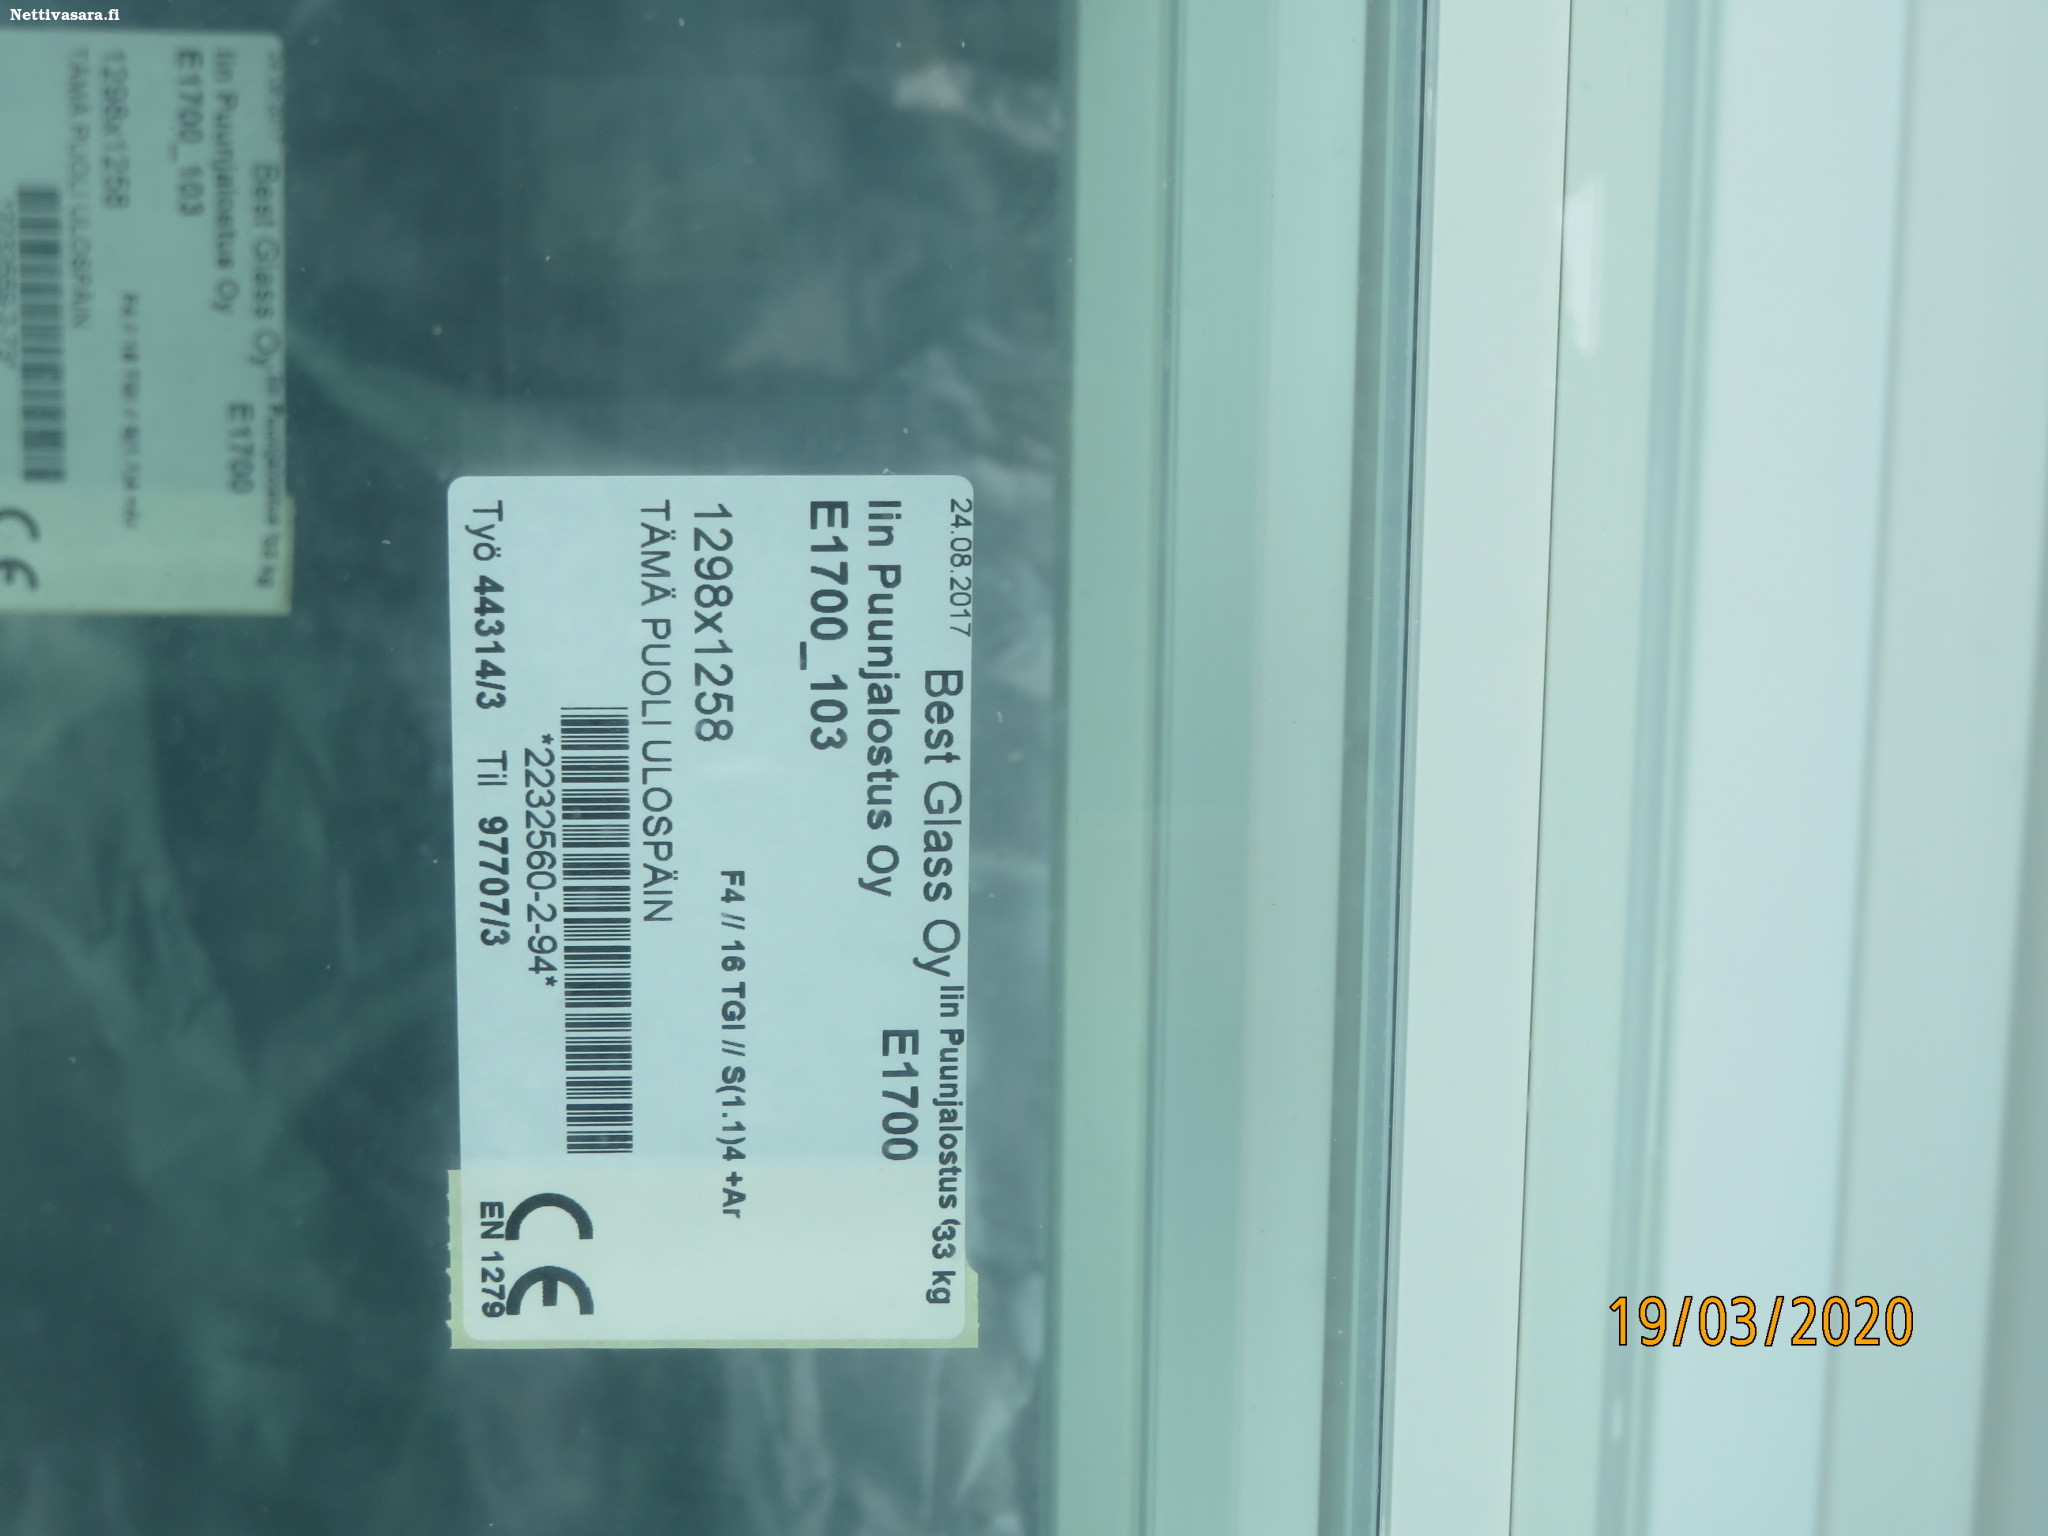 Nettivasara.fi
24.08.2017 Best Glass Oy Iin Puunjalostus (33 kg
Iin Puunjalostus Oy E1700
E1700_103
1298x1258 F4 // 16 TGI // S(1.1)4 +Ar
TÄMÄ PUOLI ULOSPÄIN
*2232560-2-94*
Työ 44314/3 Til 97707/3 EN 1279
CE
Best Glass Oy
Iin Puunjalostus Oy E1700
E1700_103
1298x1258
TÄMÄ PUOLI ULOSPÄIN
CE
19/03/2020